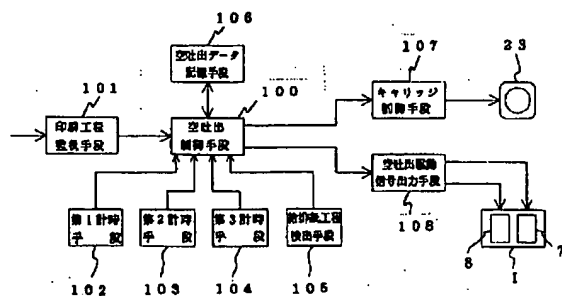 106
空吐出データ
記憶手段
107
23
101
100
キャリッジ
制御手段
印刷工程
監視手段
空吐出
制御手段
空吐出駆動
信号出力手段
108
第1計時
手段
第2計時
手段
第3計時
手段
給排紙工程
検出手段
8
7
1
102
103
104
105